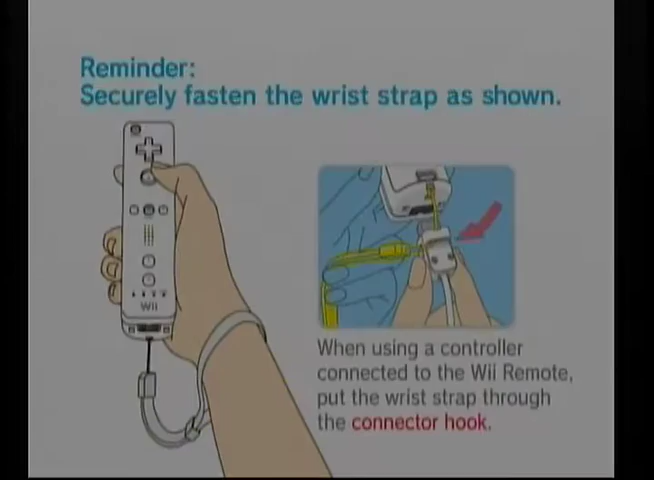 Reminder:
Securely fasten the wrist strap as shown.
Wii
When using a controller
connected to the Wii Remote,
put the wrist strap through
the connector hook.